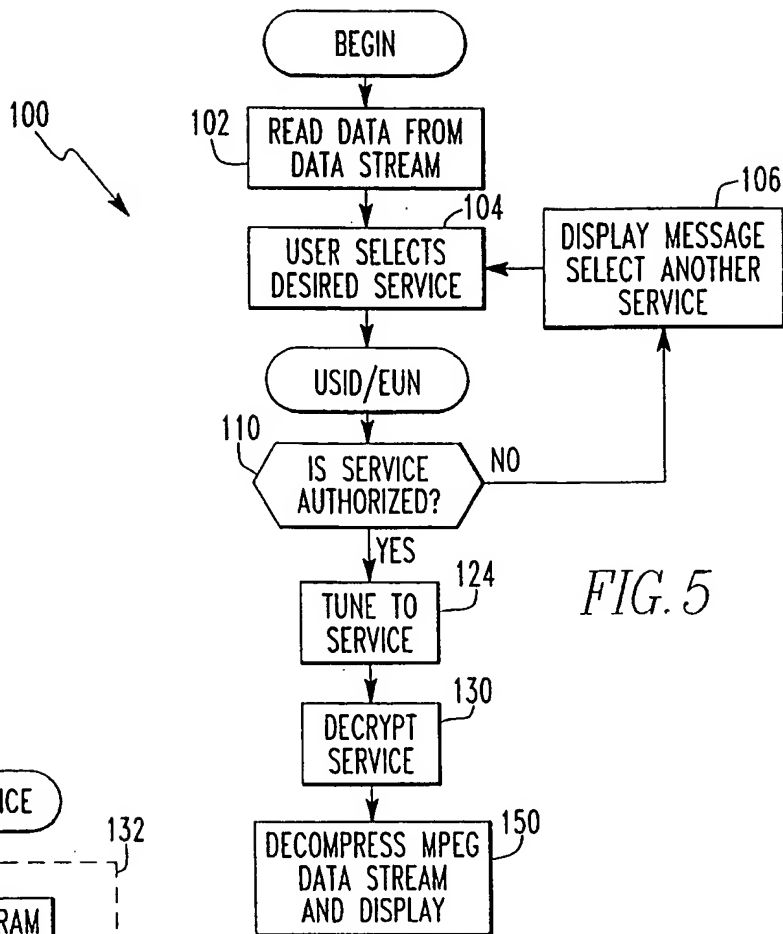 BEGIN
100
102
READ DATA FROM
DATA STREAM
104
USER SELECTS
DESIRED SERVICE
106
DISPLAY MESSAGE
SELECT ANOTHER
SERVICE
USID/EUN
110
IS SERVICE
AUTHORIZED?
NO
YES
124
TUNE TO
SERVICE
FIG. 5
130
DECRYPT
SERVICE
ICE
132
RAM
150
DECOMPRESS MPEG
DATA STREAM
AND DISPLAY